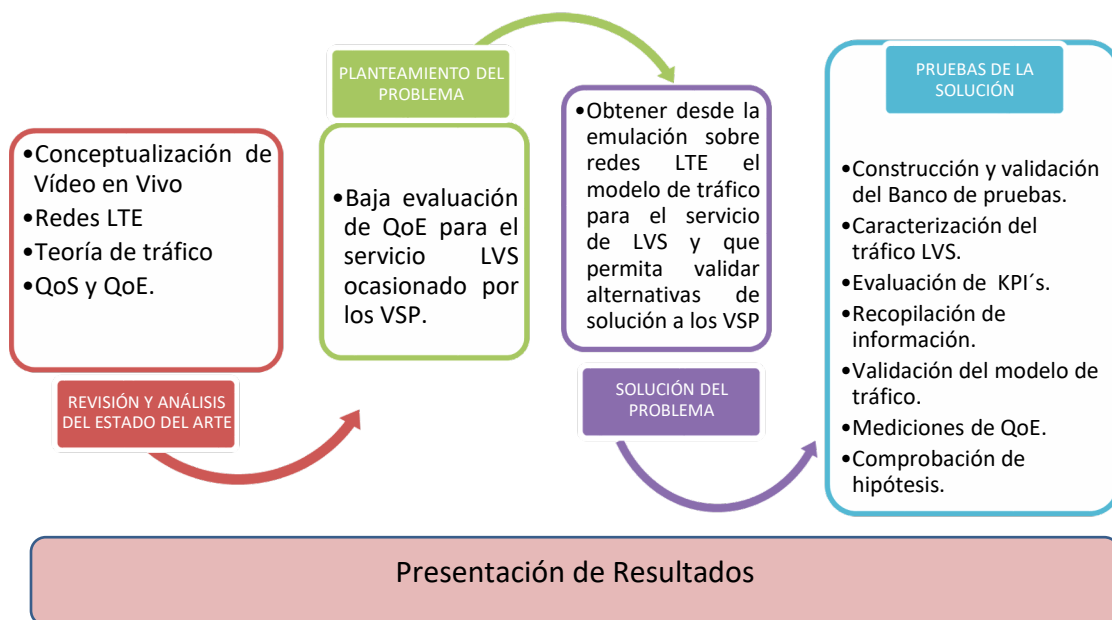 •Conceptualización de
Vídeo en Vivo
•Redes LTE
•Teoría de tráfico
•QoS y QoE.
REVISIÓN Y ANÁLISIS
DEL ESTADO DEL ARTE
PLANTEAMIENTO DEL
PROBLEMA
•Baja evaluación
de QoE para el
servicio LVS
ocasionado por
los VSP.
•Obtener desde la
emulación sobre
redes LTE el
modelo de tráfico
para el servicio
de LVS y que
permita validar
alternativas de
solución a los VSP
SOLUCIÓN DEL
PROBLEMA
PRUEBAS DE LA
SOLUCIÓN
•Construcción y validación
del Banco de pruebas.
•Caracterización del
tráfico LVS.
•Evaluación de KPI´s.
•Recopilación de
información.
•Validación del modelo de
tráfico.
•Mediciones de QoE.
•Comprobación de
hipótesis.
Presentación de Resultados